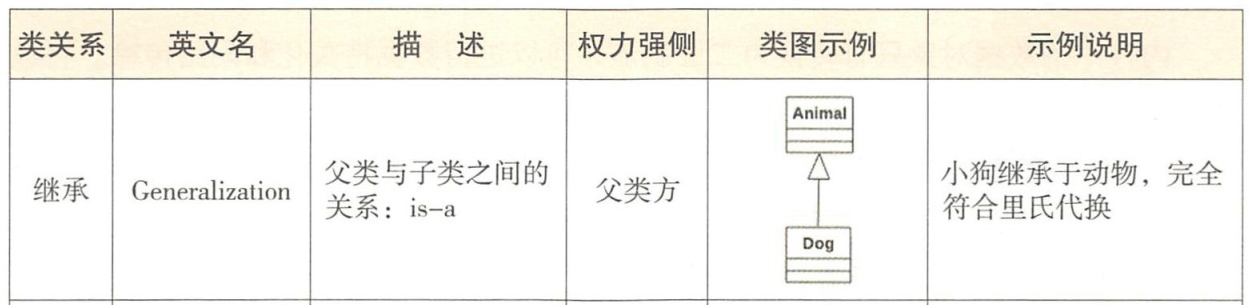 类关系 英文名 描 述 权力强侧 类图示例 示例说明
继承
Generalization
父类与子类之间的
关系：is-a
父类方
Animal
Dog
小狗继承于动物，完全
符合里氏代换